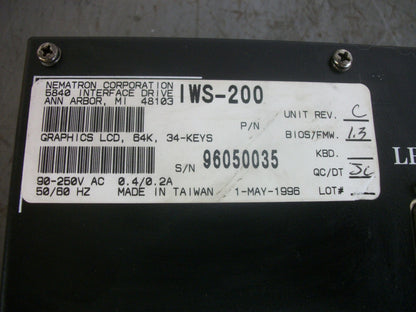 NEMATRON CORPORATION
5840 INTERFACE DRIVE
ANN ARBOR, MI 48103
IWS-200
P/N
UNIT REV. C
BIOS/FMW. 1.3
GRAPHICS LCD, 64K, 34-KEYS
S/N 96050035
KBD.
QC/DT
90-250V AC 0.4/0.2A
50/60 HZ MADE IN TAIWAN 1-MAY-1996
LOT#